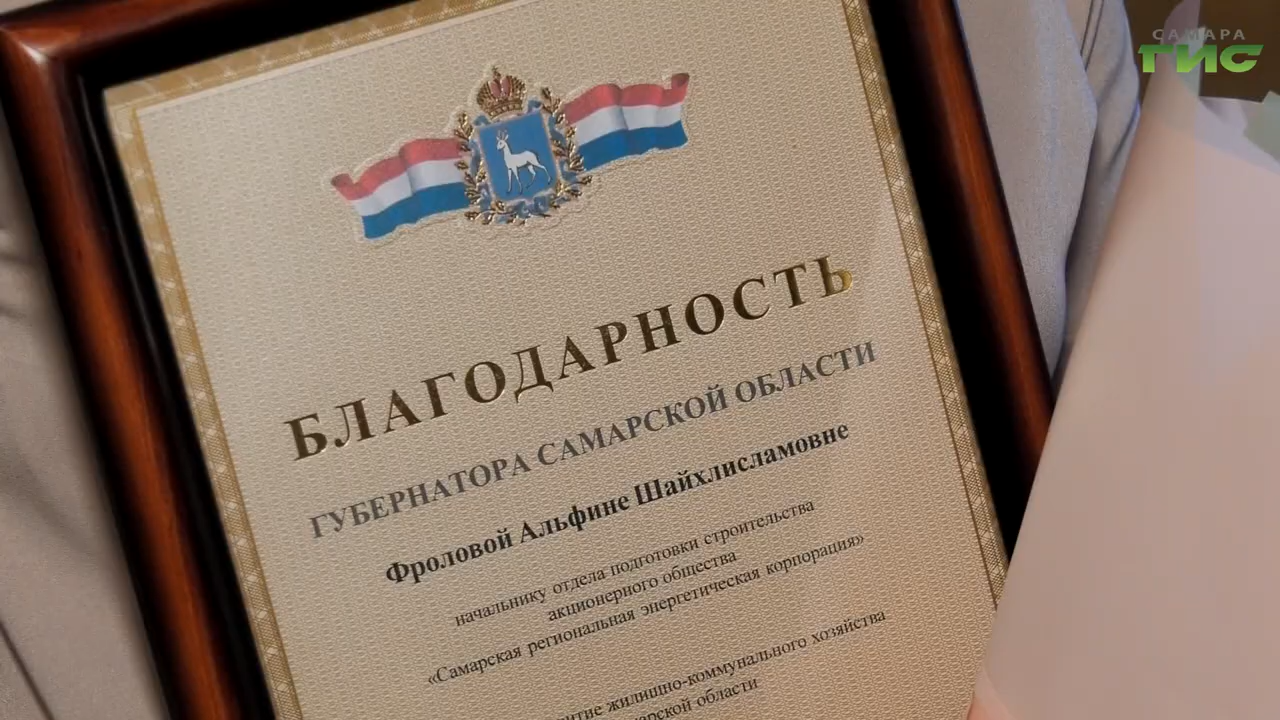 САМАРА
ГИС
БЛАГОДАРНОСТЬ
ГУБЕРНАТОРА САМАРСКОЙ ОБЛАСТИ
Фроловой Альфине Шайхлисламовне
начальнику отдела подготовки строительства
акционерного общества
«Самарская региональная энергетическая корпорация»
жилищно-коммунального хозяйства
области